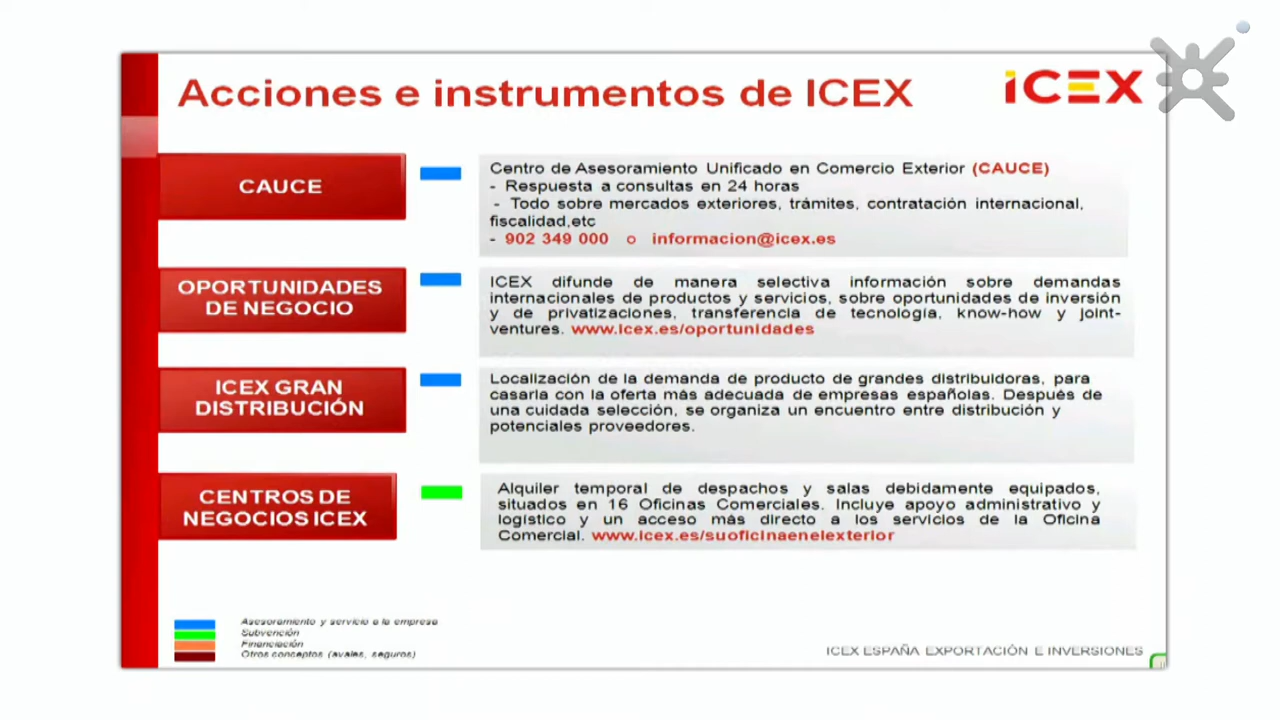 Acciones e instrumentos de ICEX
iCEX
CAUCE
Centro de Asesoramiento Unificado en Comercio Exterior (CAUCE)
- Respuesta a consultas en 24 horas
- Todo sobre mercados exteriores, trámites, contratación internacional,
fiscalidad,etc
- 902 349 000 o informacion@icex.es
OPORTUNIDADES
DE NEGOCIO
ICEX difunde de manera selectiva información sobre demandas
internacionales de productos y servicios, sobre oportunidades de inversión
y de privatizaciones, transferencia de tecnología, know-how y joint-
ventures. www.icex.es/oportunidades
ICEX GRAN
DISTRIBUCIÓN
Localización de la demanda de producto de grandes distribuidoras, para
casarla con la oferta más adecuada de empresas españolas. Después de
una cuidada selección, se organiza un encuentro entre distribución y
potenciales proveedores.
CENTROS DE
NEGOCIOS ICEX
Alquiler temporal de despachos y salas debidamente equipados,
situados en 16 Oficinas Comerciales. Incluye apoyo administrativo y
logístico y un acceso más directo a los servicios de la Oficina
Comercial. www.icex.es/suoficinaenelexterior
Asesoramiento y servicio a la empresa
Subvención
Financiación
Otros conceptos (avales, seguros)
ICEX ESPAÑA EXPORTACIÓN E INVERSIONES